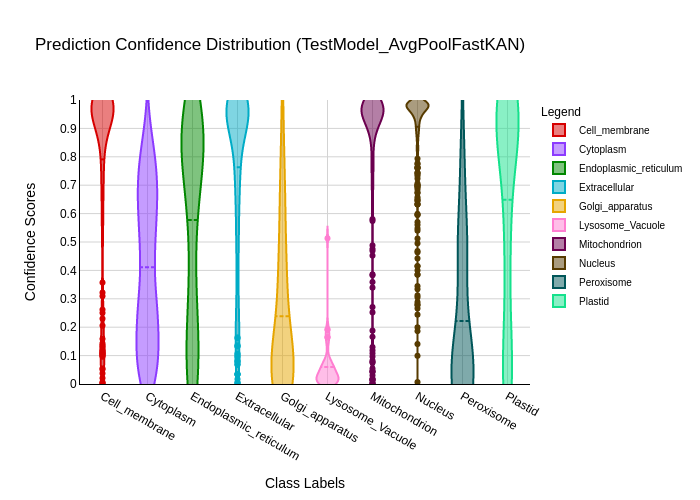 Prediction Confidence Distribution (TestModel_AvgPoolFastKAN)
Legend
Cell_membrane
Cytoplasm
Endoplasmic_reticulum
Extracellular
Golgi_apparatus
Lysosome_Vacuole
Mitochondrion
Nucleus
Peroxisome
Plastid
Confidence Scores
1
0.9
0.8
0.7
0.6
0.5
0.4
0.3
0.2
0.1
0
Cell_membrane
Cytoplasm
Endoplasmic_reticulum
Extracellular
Golgi_apparatus
Lysosome_Vacuole
Mitochondrion
Nucleus
Peroxisome
Plastid
Class Labels